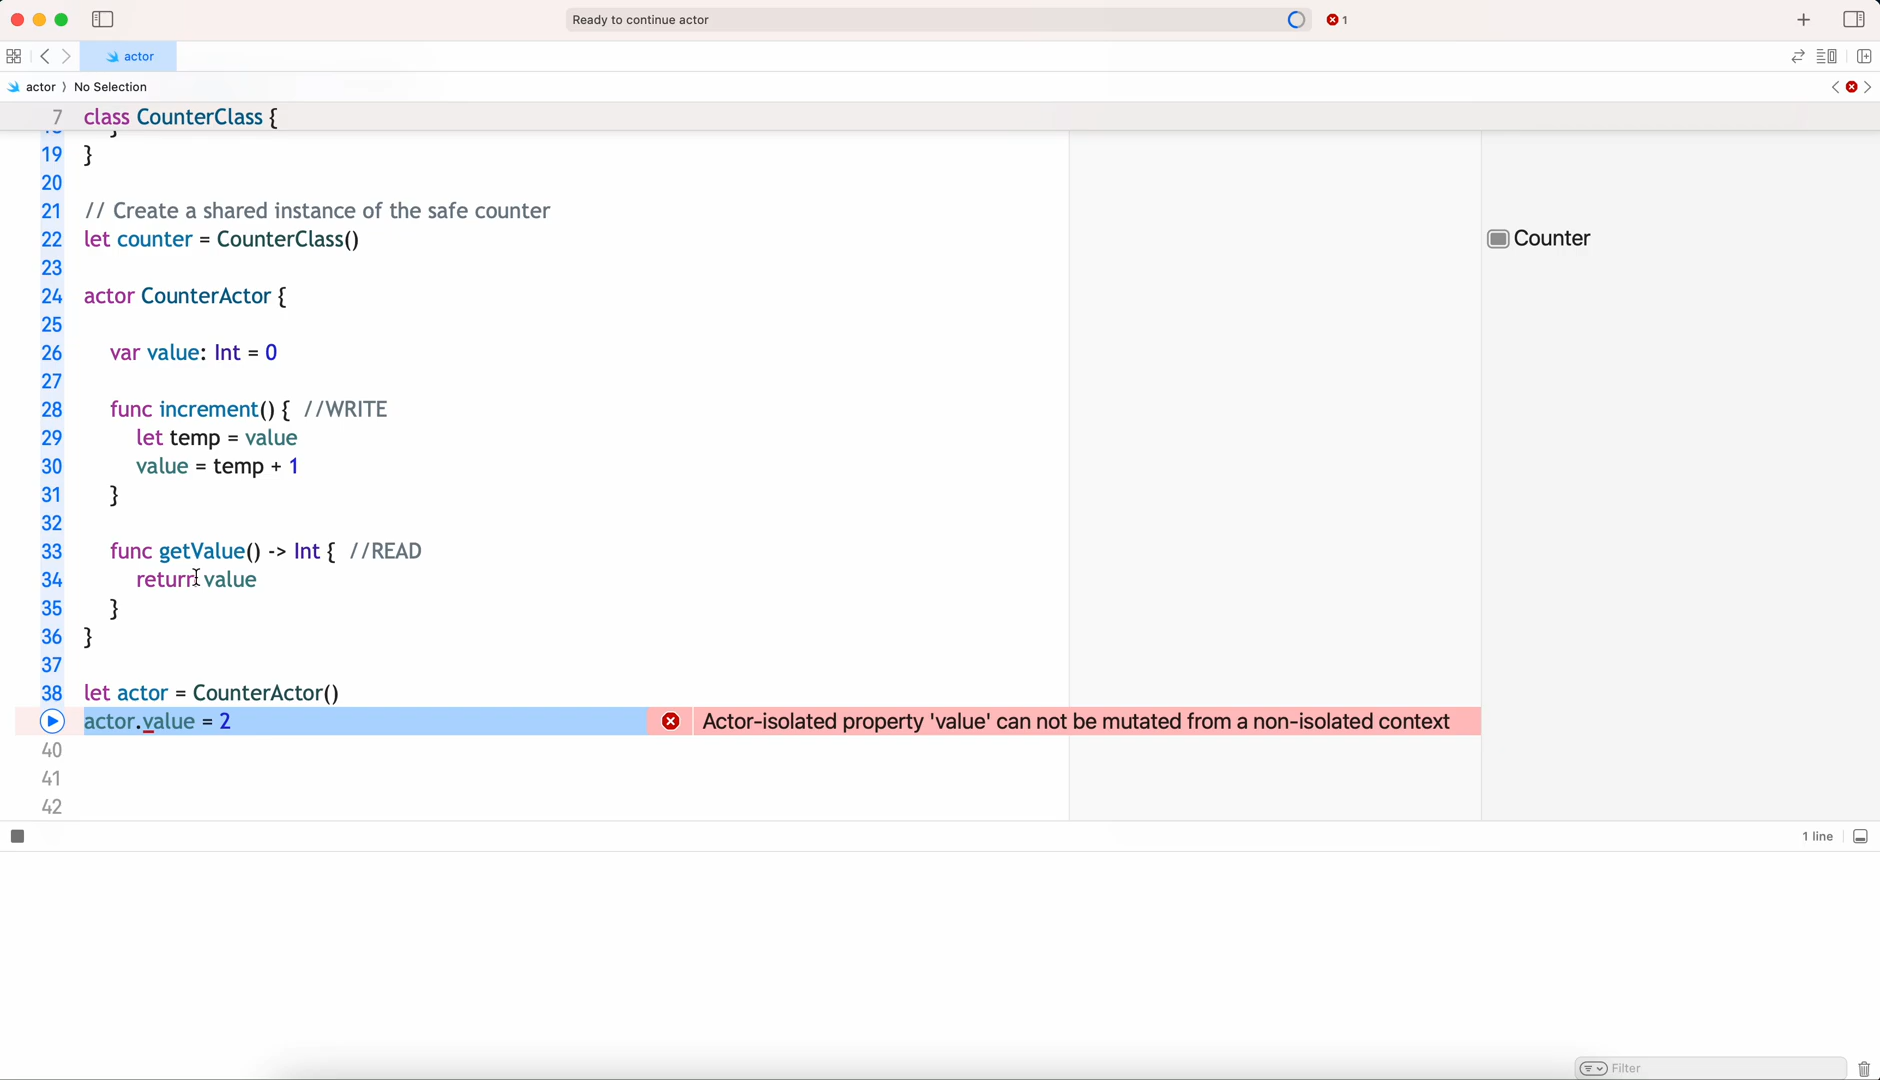 Ready to continue actor
1
actor
actor
No Selection
7 class CounterClass {
19 }
20
21 // Create a shared instance of the safe counter
22 let counter = CounterClass()
Counter
23
24 actor CounterActor {
25
26 var value: Int = 0
27
28 func increment() { //WRITE
29 let temp = value
30 value = temp + 1
31 }
32
33 func getValue() -> Int { //READ
34 return value
35 }
36 }
37
38 let actor = CounterActor()
actor.value = 2 Actor-isolated property 'value' can not be mutated from a non-isolated context
40
41
42
1 line
Filter